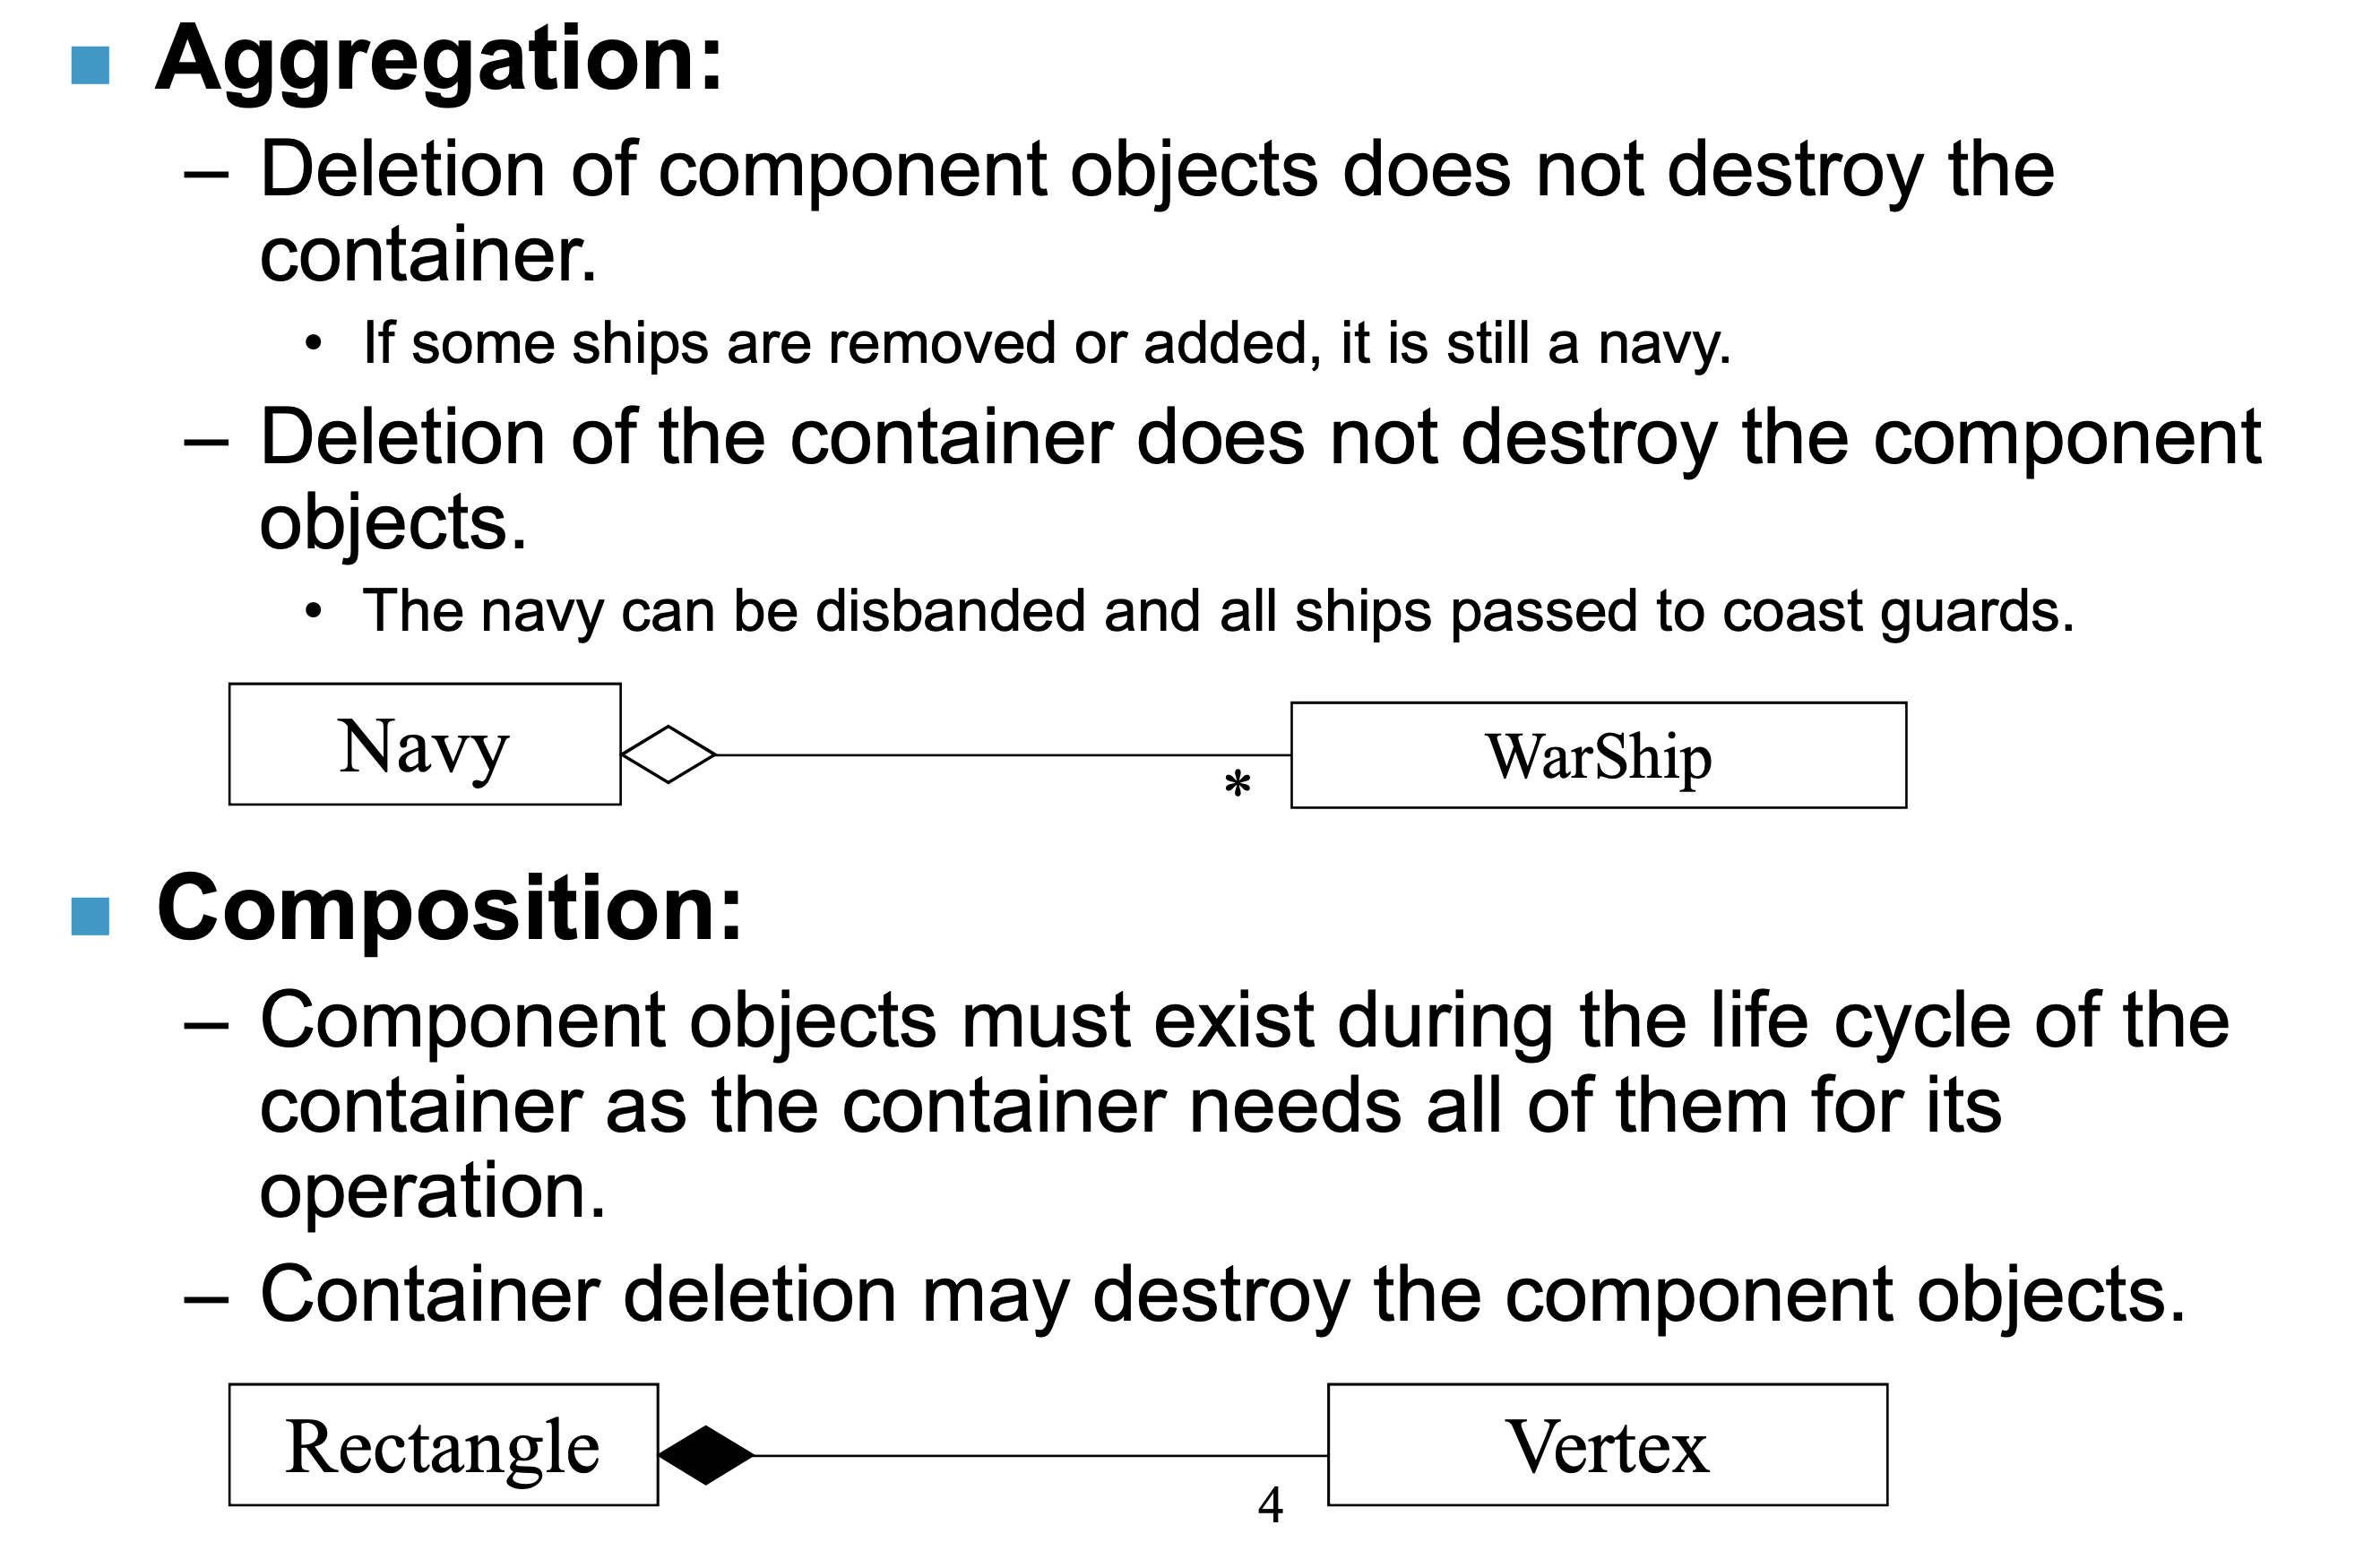 Aggregation:
– Deletion of component objects does not destroy the
container.
• If some ships are removed or added, it is still a navy.
– Deletion of the container does not destroy the component
objects.
• The navy can be disbanded and all ships passed to coast guards.
Navy
WarShip
*
Composition:
– Component objects must exist during the life cycle of the
container as the container needs all of them for its
operation.
– Container deletion may destroy the component objects.
Rectangle
Vertex
4